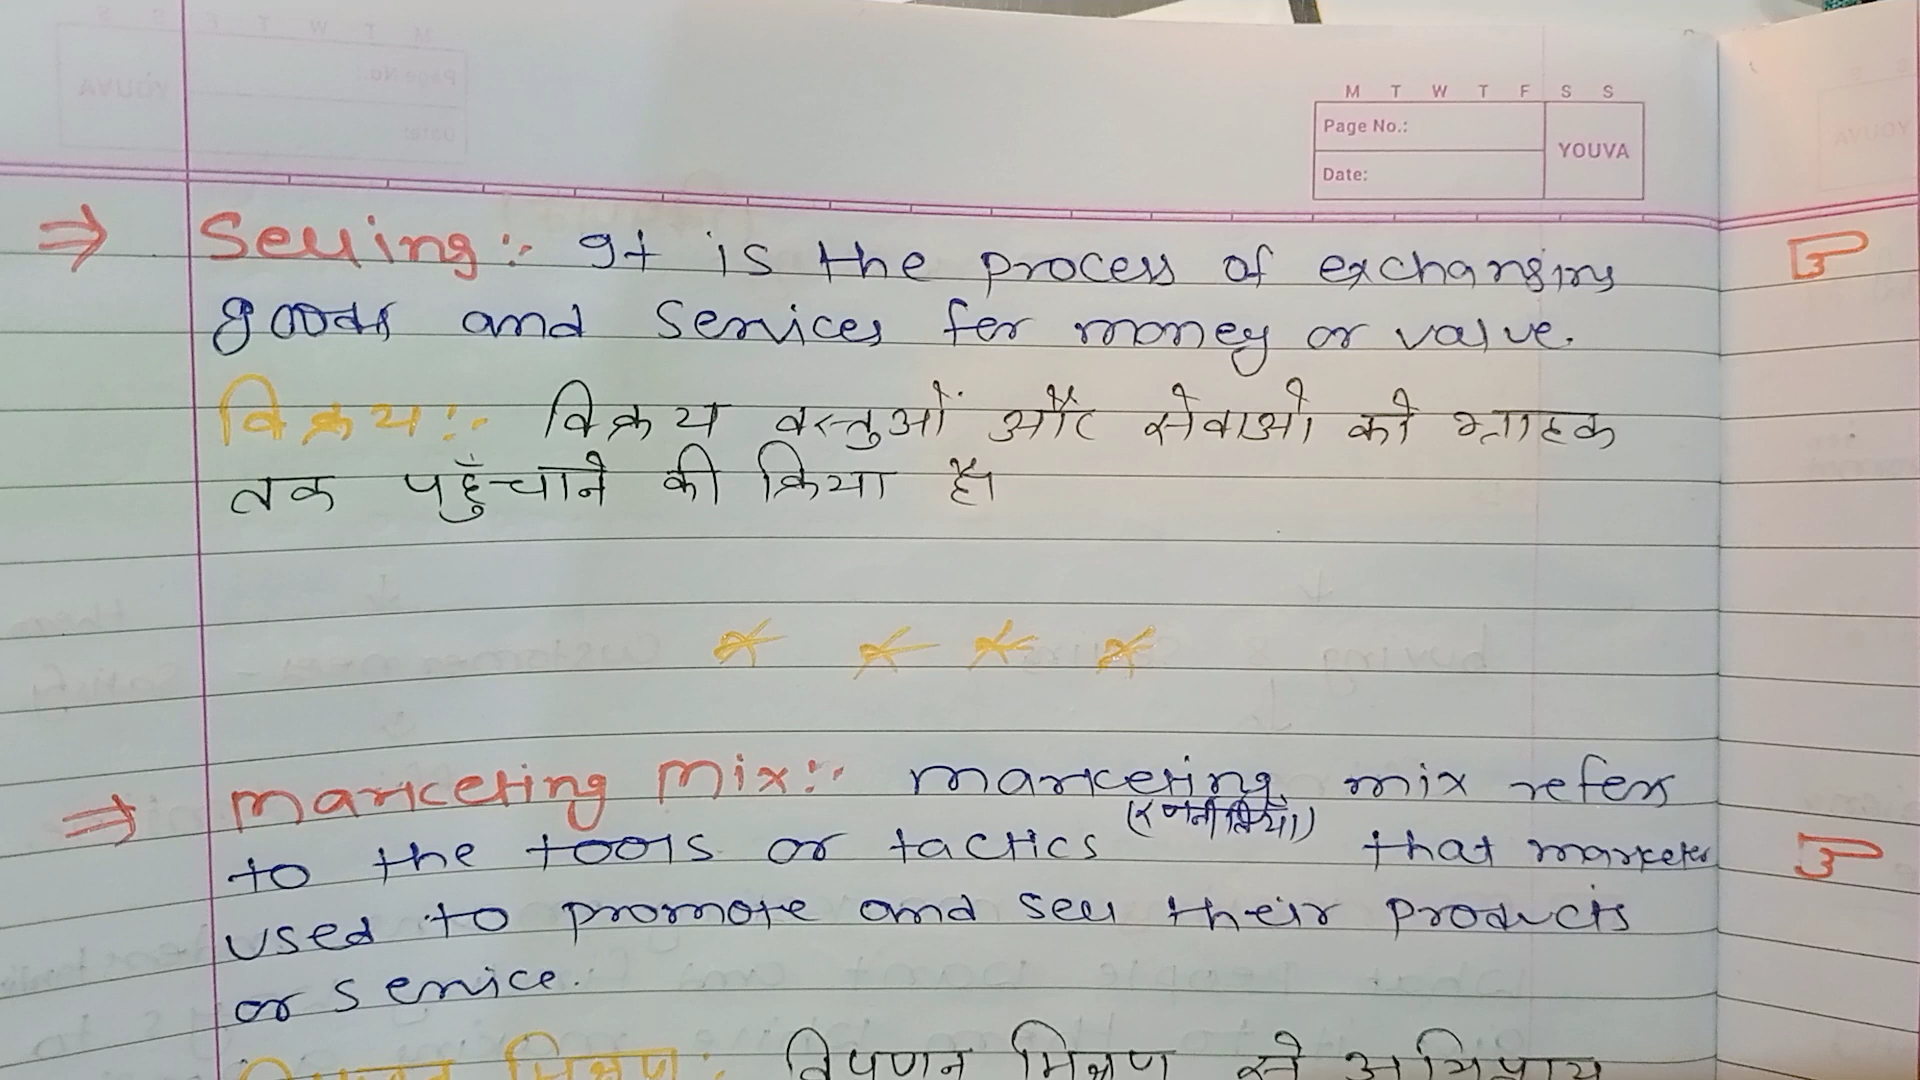 M T W T F S S
Page No.:
YOUVA
Date:
⇒ Selling:- It is the process of exchanging
goods and services for money or value.
विक्रय:- विक्रय वस्तुओं और सेवाओं को ग्राहक
तक पहुँचाने की क्रिया है।
⇒ Marketing Mix:- Marketing mix refers
(रणनीतियों)
to the tools or tactics that marketer
used to promote and sell their products
or service.
विपणन मिश्रण: विपणन मिश्रण से अभिप्राय